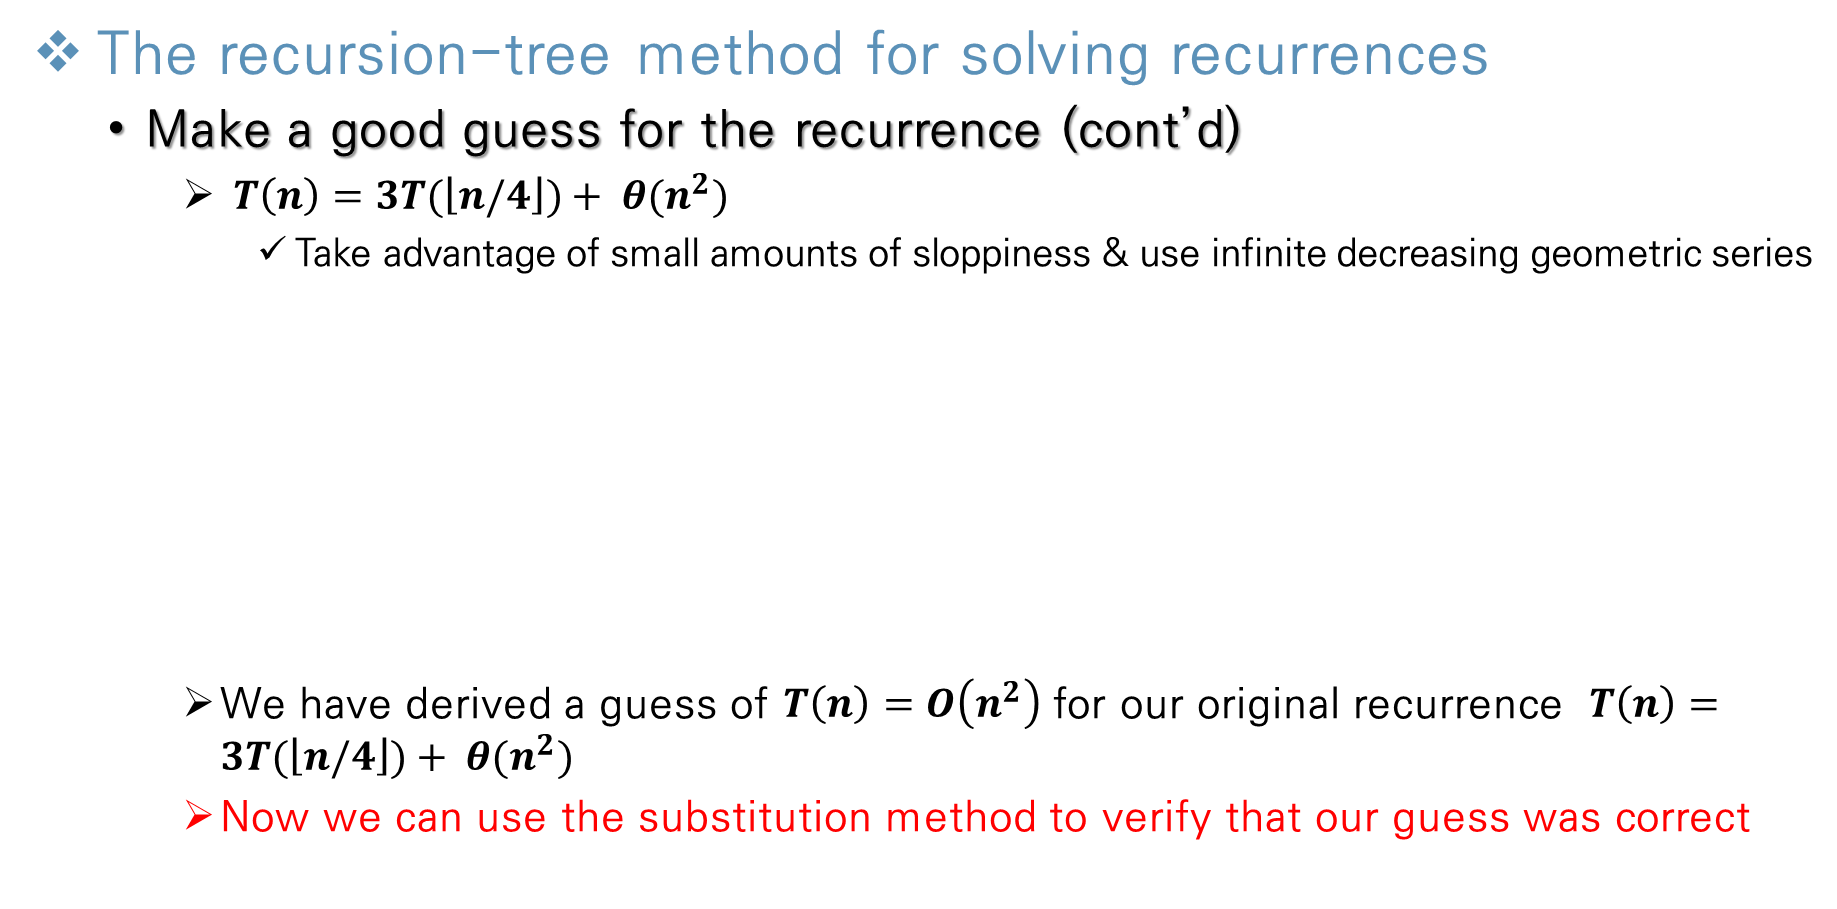 ❖ The recursion-tree method for solving recurrences
• Make a good guess for the recurrence (cont’d)
➢ T(n) = 3T(⌊n/4⌋) + θ(n²)
✓ Take advantage of small amounts of sloppiness & use infinite decreasing geometric series
➢ We have derived a guess of T(n) = O(n²) for our original recurrence T(n) =
3T(⌊n/4⌋) + θ(n²)
➢ Now we can use the substitution method to verify that our guess was correct